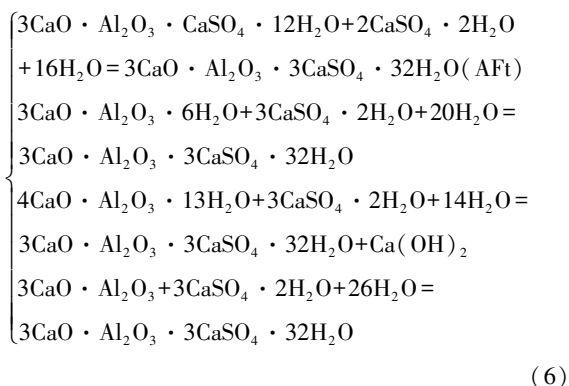 3CaO · Al₂O₃ · CaSO₄ · 12H₂O+2CaSO₄ · 2H₂O
+16H₂O=3CaO · Al₂O₃ · 3CaSO₄ · 32H₂O(AFt)
3CaO · Al₂O₃ · 6H₂O+3CaSO₄ · 2H₂O+20H₂O=
3CaO · Al₂O₃ · 3CaSO₄ · 32H₂O
4CaO · Al₂O₃ · 13H₂O+3CaSO₄ · 2H₂O+14H₂O=
3CaO · Al₂O₃ · 3CaSO₄ · 32H₂O+Ca(OH)₂
3CaO · Al₂O₃+3CaSO₄ · 2H₂O+26H₂O=
3CaO · Al₂O₃ · 3CaSO₄ · 32H₂O
(6)